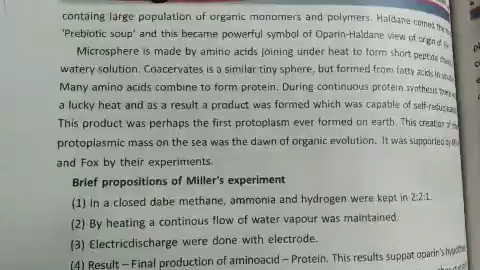 containg large population of organic monomers and polymers. Haldane coined the
'Prebiotic soup' and this became powerful symbol of Oparin-Haldane view of origin of
Microsphere is made by amino acids joining under heat to form short peptide
watery solution. Coacervates is a similar tiny sphere, but formed from fatty acids in
Many amino combine to form protein. During continuous protein synthesis there
a lucky heat and as a result a product was formed which was capable of
This product was perhaps the first protoplasm ever formed on earth. This creation of
protoplasmic mass on the sea was the dawn of organic evolution. It was supported by
and Fox by their experiments.
Brief propositions of Miller's experiment
(1) In a closed dabe methane, ammonia and hydrogen were kept in 2:2:1.
(2) By heating a continous flow of water vapour was maintained.
(3) Electricdischarge were done with electrode.
(4) Result – Final production of aminoacid – Protein. This results suppat oparin's